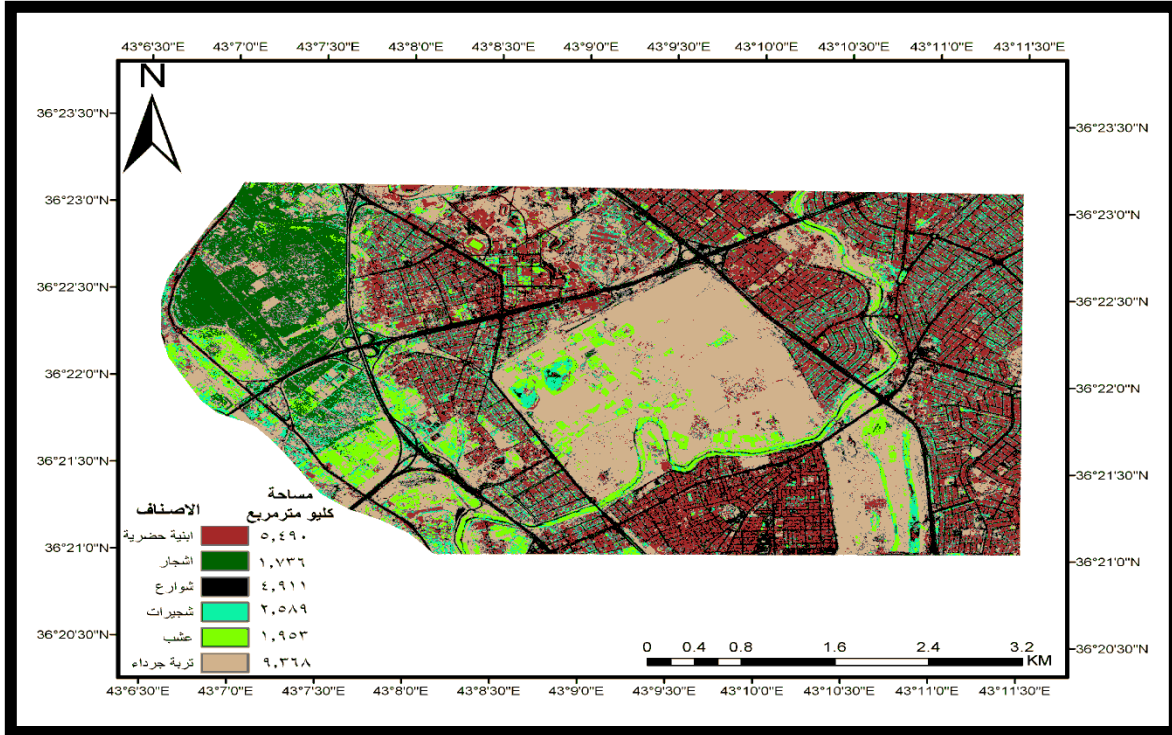 43°6'30"E 43°7'0"E 43°7'30"E 43°8'0"E 43°8'30"E 43°9'0"E 43°9'30"E 43°10'0"E 43°10'30"E 43°11'0"E 43°11'30"E
N
36°23'30"N 36°23'30"N
36°23'0"N 36°23'0"N
36°22'30"N 36°22'30"N
36°22'0"N 36°22'0"N
36°21'30"N 36°21'30"N
36°21'0"N 36°21'0"N
36°20'30"N 36°20'30"N
الاصناف مساحة
كليو مترمربع
ابنية حضرية ٥,٤٩٠
اشجار ١,٧٣٦
شوارع ٤,٩١١
شجيرات ٢,٥٨٩
عشب ١,٩٥٣
تربة جرداء ٩,٣٦٨
0 0.4 0.8 1.6 2.4 3.2
KM
43°6'30"E 43°7'0"E 43°7'30"E 43°8'0"E 43°8'30"E 43°9'0"E 43°9'30"E 43°10'0"E 43°10'30"E 43°11'0"E 43°11'30"E